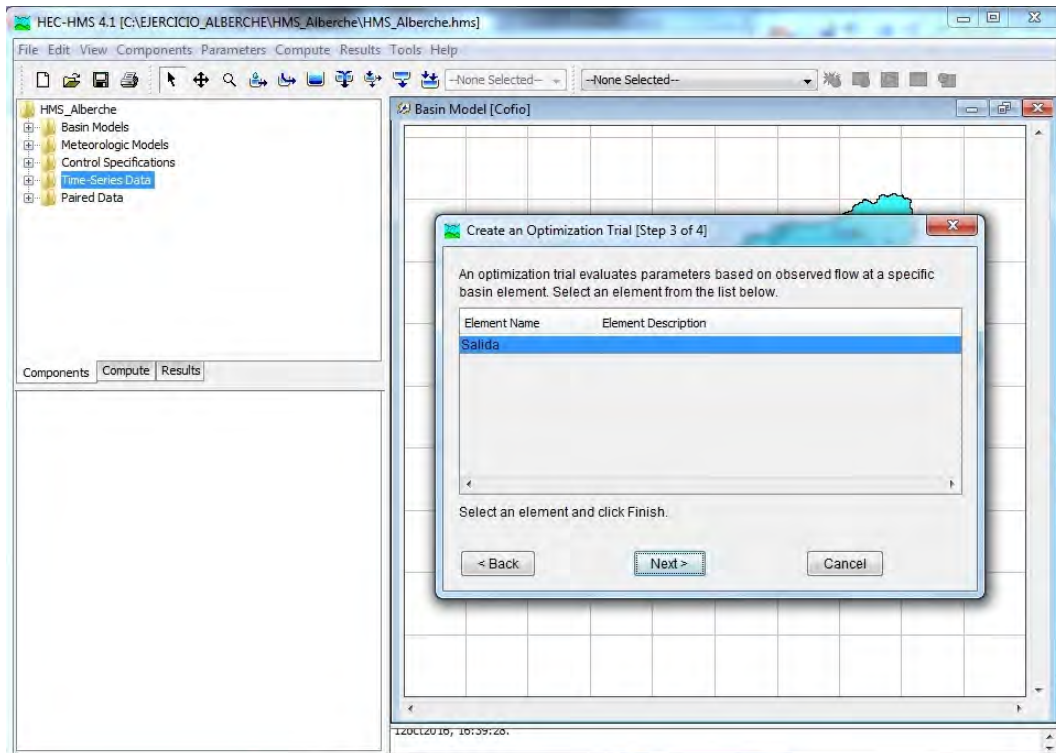 HEC-HMS 4.1 [C:\EJERCICIO_ALBERCHE\HMS_Alberche\HMS_Alberche.hms]
File Edit View Components Parameters Compute Results Tools Help
--None Selected-- --None Selected--
HMS_Alberche
Basin Models
Meteorologic Models
Control Specifications
Time-Series Data
Paired Data
Components Compute Results
Basin Model [Cofio]
Create an Optimization Trial [Step 3 of 4]
An optimization trial evaluates parameters based on observed flow at a specific
basin element. Select an element from the list below.
Element Name Element Description
Salida
Select an element and click Finish.
< Back Next > Cancel
12oct2016, 16:39:28.